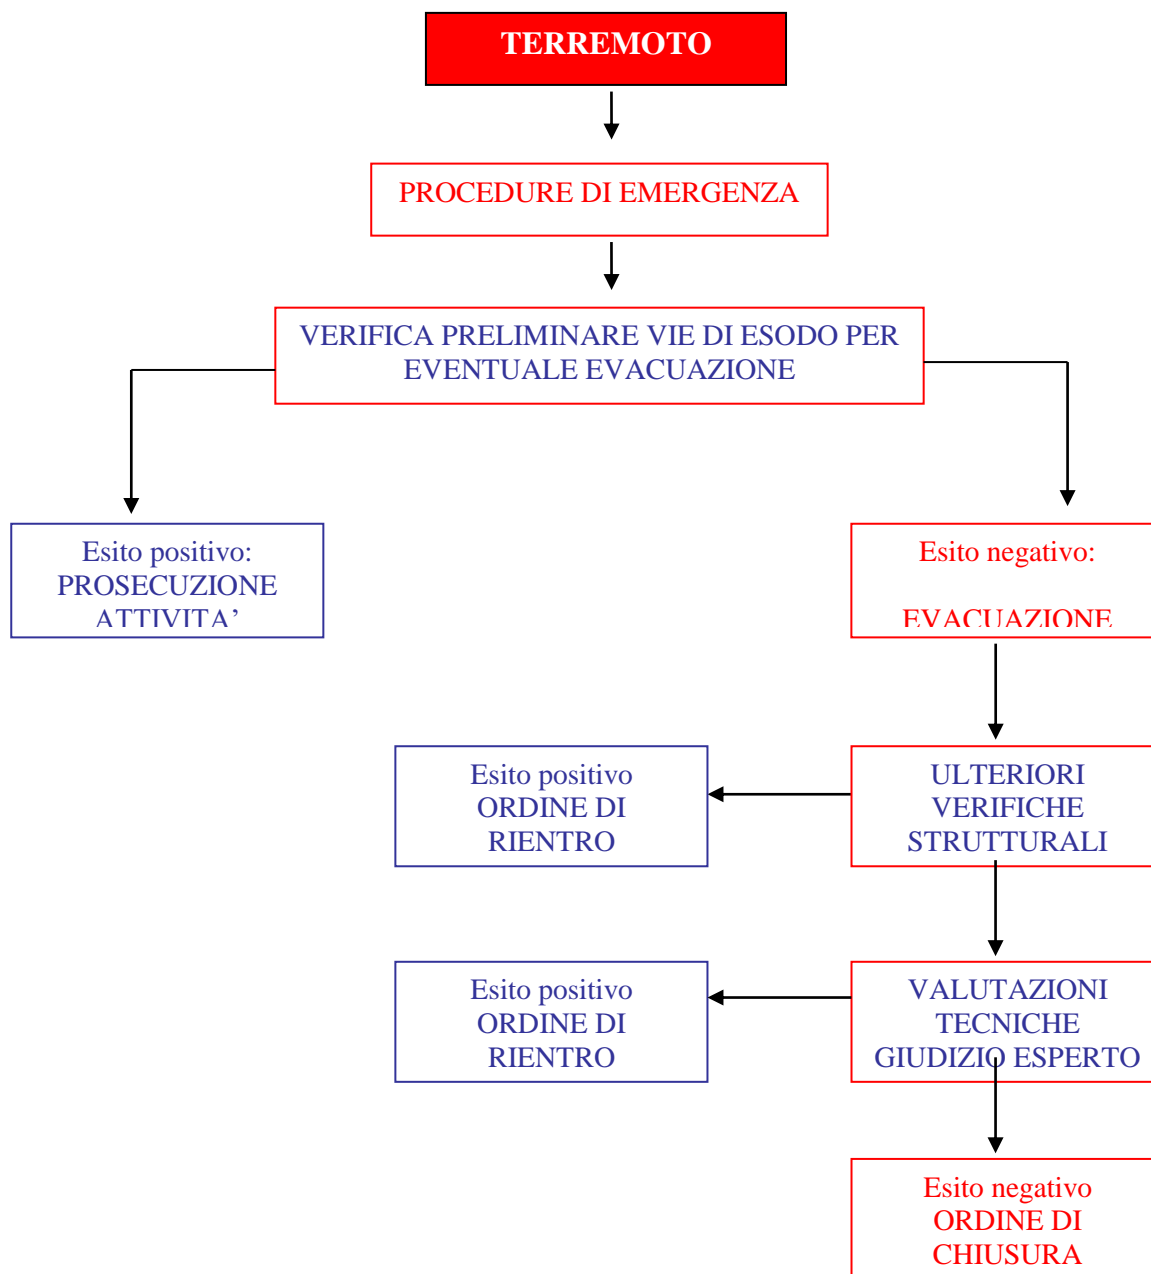 TERREMOTO
PROCEDURE DI EMERGENZA
VERIFICA PRELIMINARE VIE DI ESODO PER
EVENTUALE EVACUAZIONE
Esito positivo:
PROSECUZIONE
ATTIVITA’
Esito negativo:
EVACUAZIONE
Esito positivo
ORDINE DI
RIENTRO
ULTERIORI
VERIFICHE
STRUTTURALI
Esito positivo
ORDINE DI
RIENTRO
VALUTAZIONI
TECNICHE
GIUDIZIO ESPERTO
Esito negativo
ORDINE DI
CHIUSURA